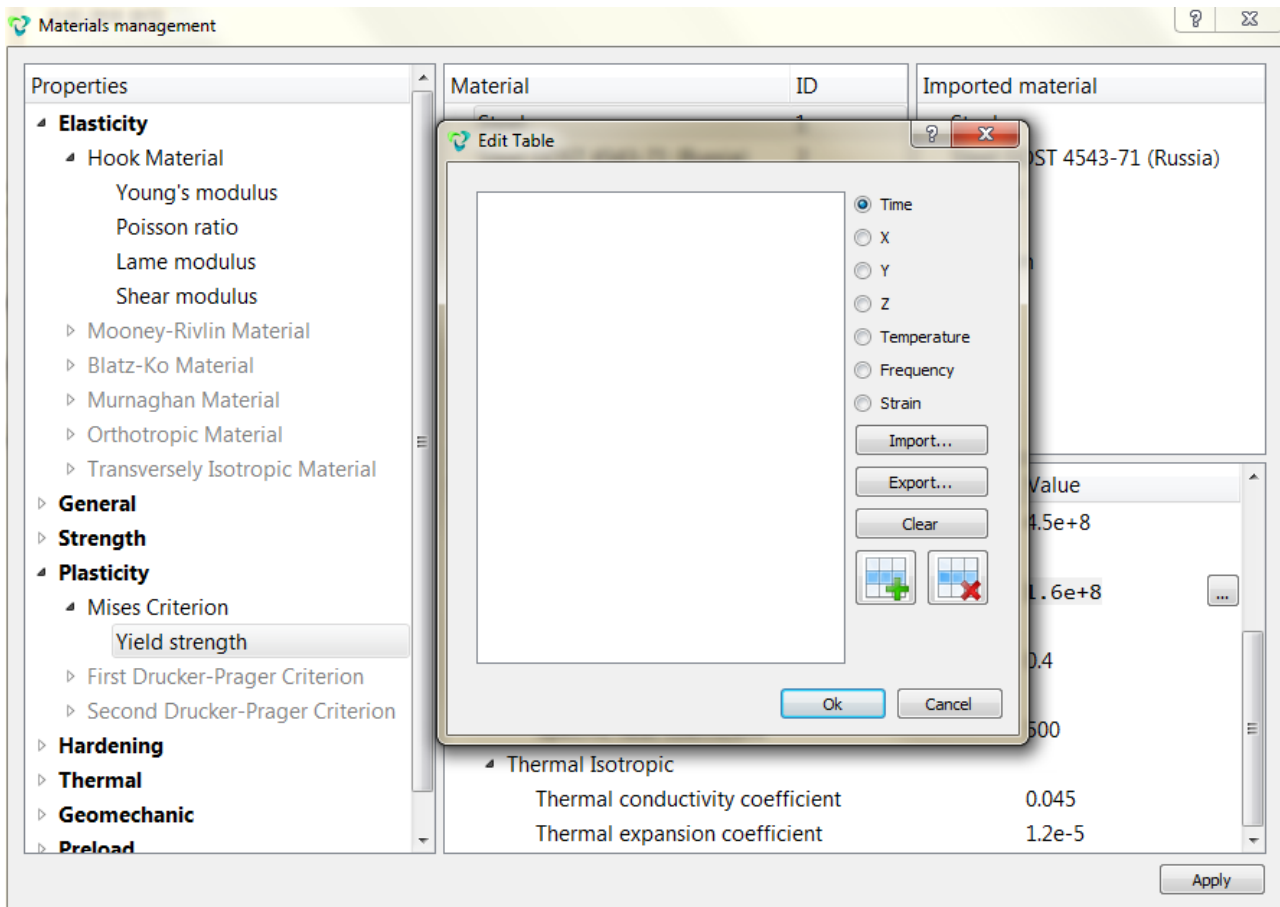 Materials management
Properties
Elasticity
Hook Material
Young's modulus
Poisson ratio
Lame modulus
Shear modulus
Mooney-Rivlin Material
Blatz-Ko Material
Murnaghan Material
Orthotropic Material
Transversely Isotropic Material
General
Strength
Plasticity
Mises Criterion
Yield strength
First Drucker-Prager Criterion
Second Drucker-Prager Criterion
Hardening
Thermal
Geomechanic
Preload
Material ID
Imported material
OST 4543-71 (Russia)
Edit Table
Time
X
Y
Z
Temperature
Frequency
Strain
Import...
Export...
Clear
Ok Cancel
Value
4.5e+8
1.6e+8 ...
0.4
500
Thermal Isotropic
Thermal conductivity coefficient 0.045
Thermal expansion coefficient 1.2e-5
Apply